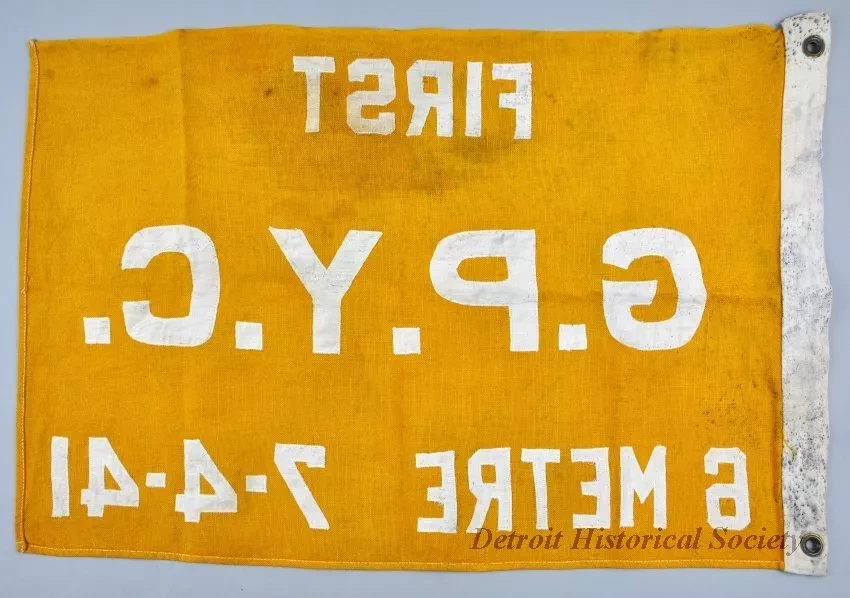 FIRST
G.P.Y.C.
6 METRE 7-4-41
Detroit Historical Society